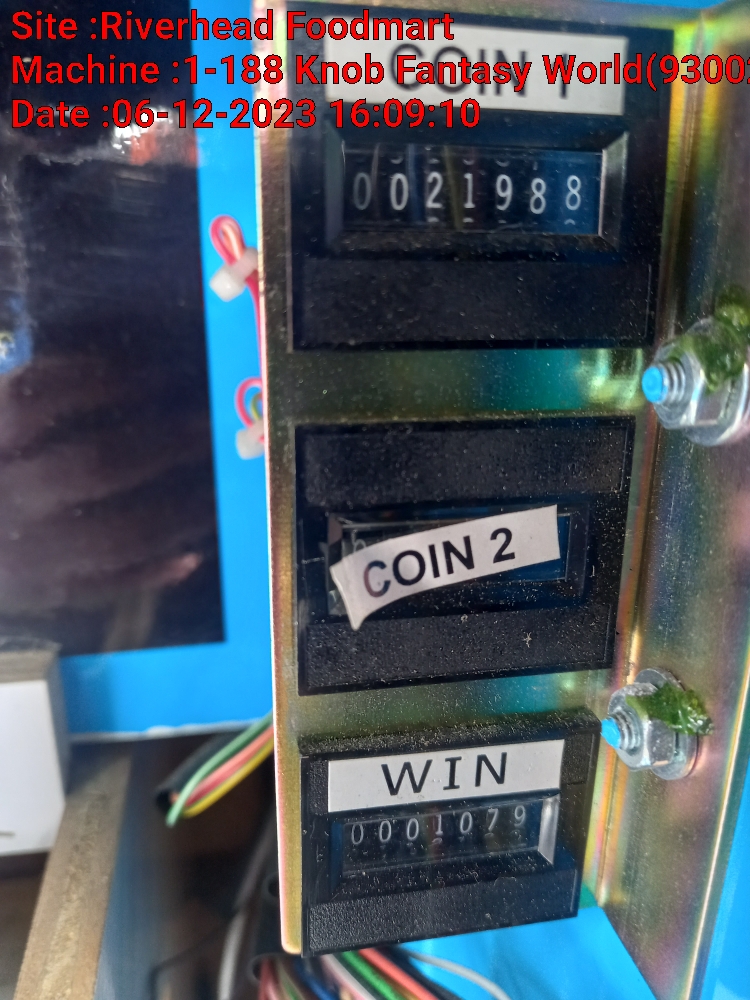 Site :Riverhead Foodmart
Machine :1-188 Knob Fantasy World(9300
Date :06-12-2023 16:09:10
COIN 1
0021988
COIN 2
WIN
0001079